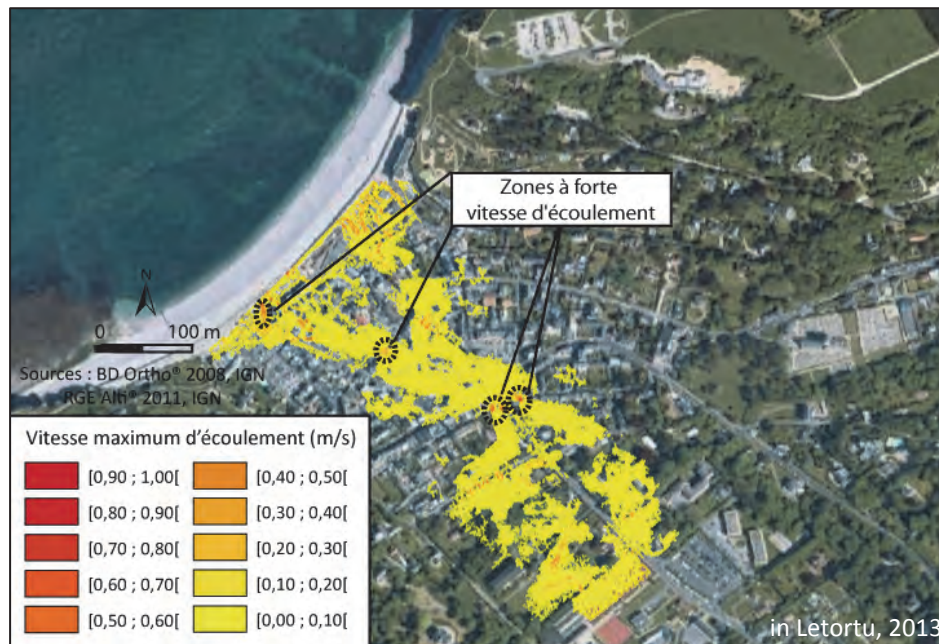 Zones à forte
vitesse d'écoulement
N
0 100 m
Sources : BD Ortho® 2008, IGN
RGE Alti® 2011, IGN
Vitesse maximum d'écoulement (m/s)
[0,90 ; 1,00[ [0,40 ; 0,50[
[0,80 ; 0,90[ [0,30 ; 0,40[
[0,70 ; 0,80[ [0,20 ; 0,30[
[0,60 ; 0,70[ [0,10 ; 0,20[
[0,50 ; 0,60[ [0,00 ; 0,10[
in Letortu, 2013